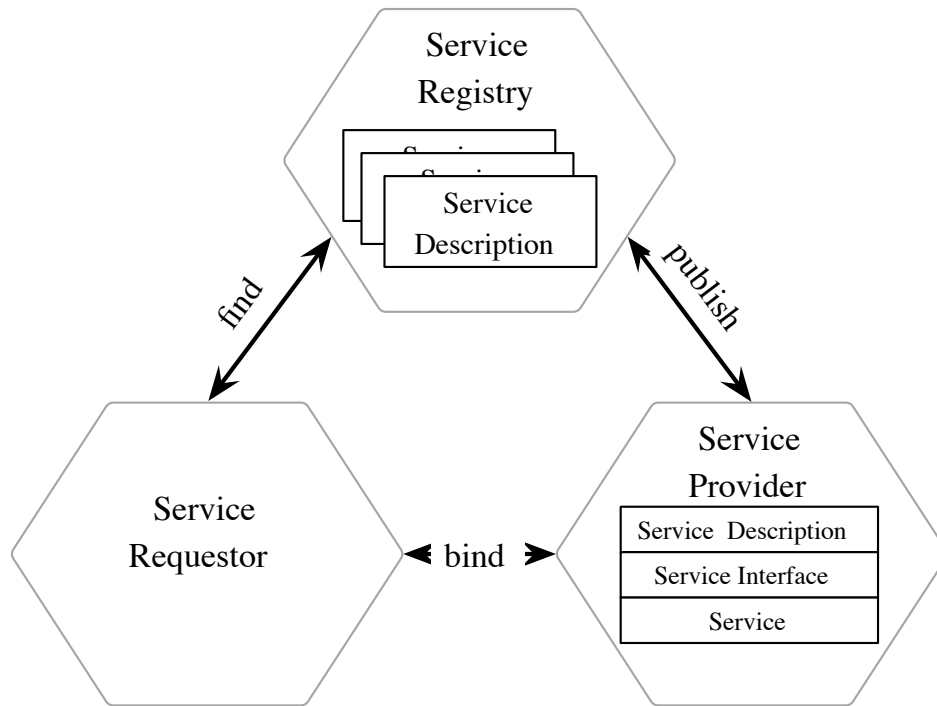 Service
Registry
Service
Description
find
publish
Service
Requestor
bind
Service
Provider
Service Description
Service Interface
Service